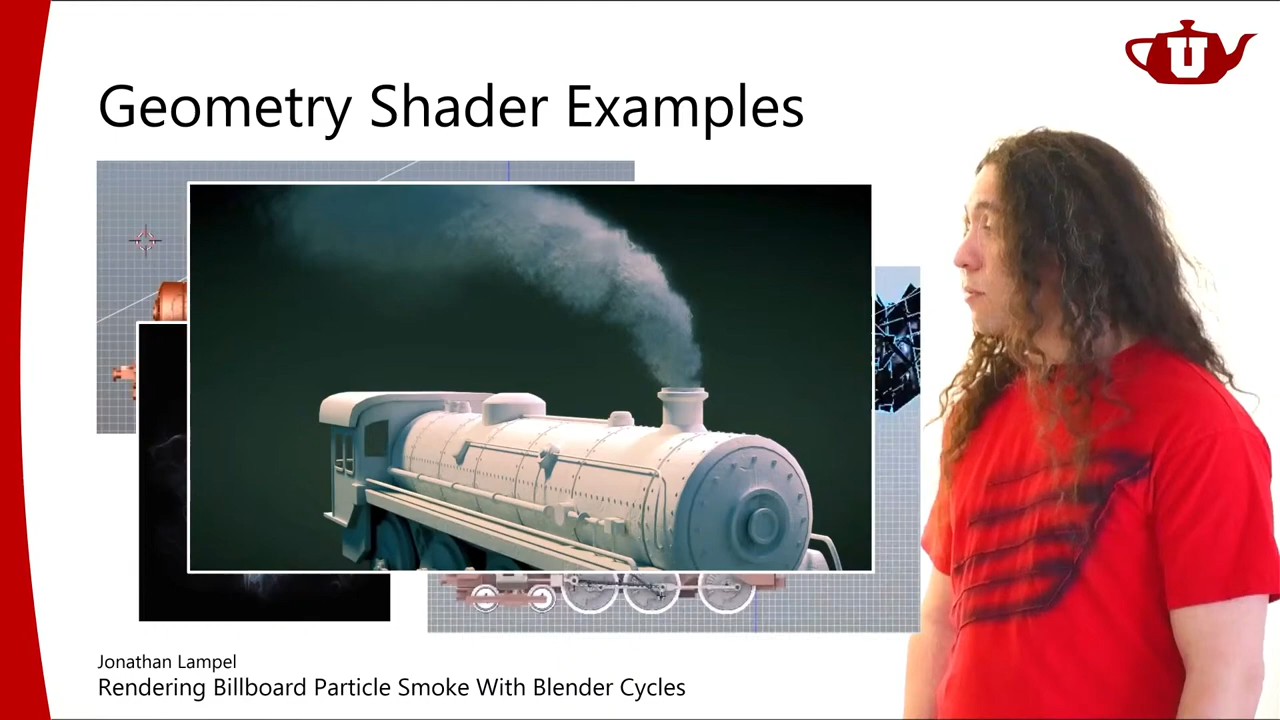 U
Geometry Shader Examples
Jonathan Lampel
Rendering Billboard Particle Smoke With Blender Cycles